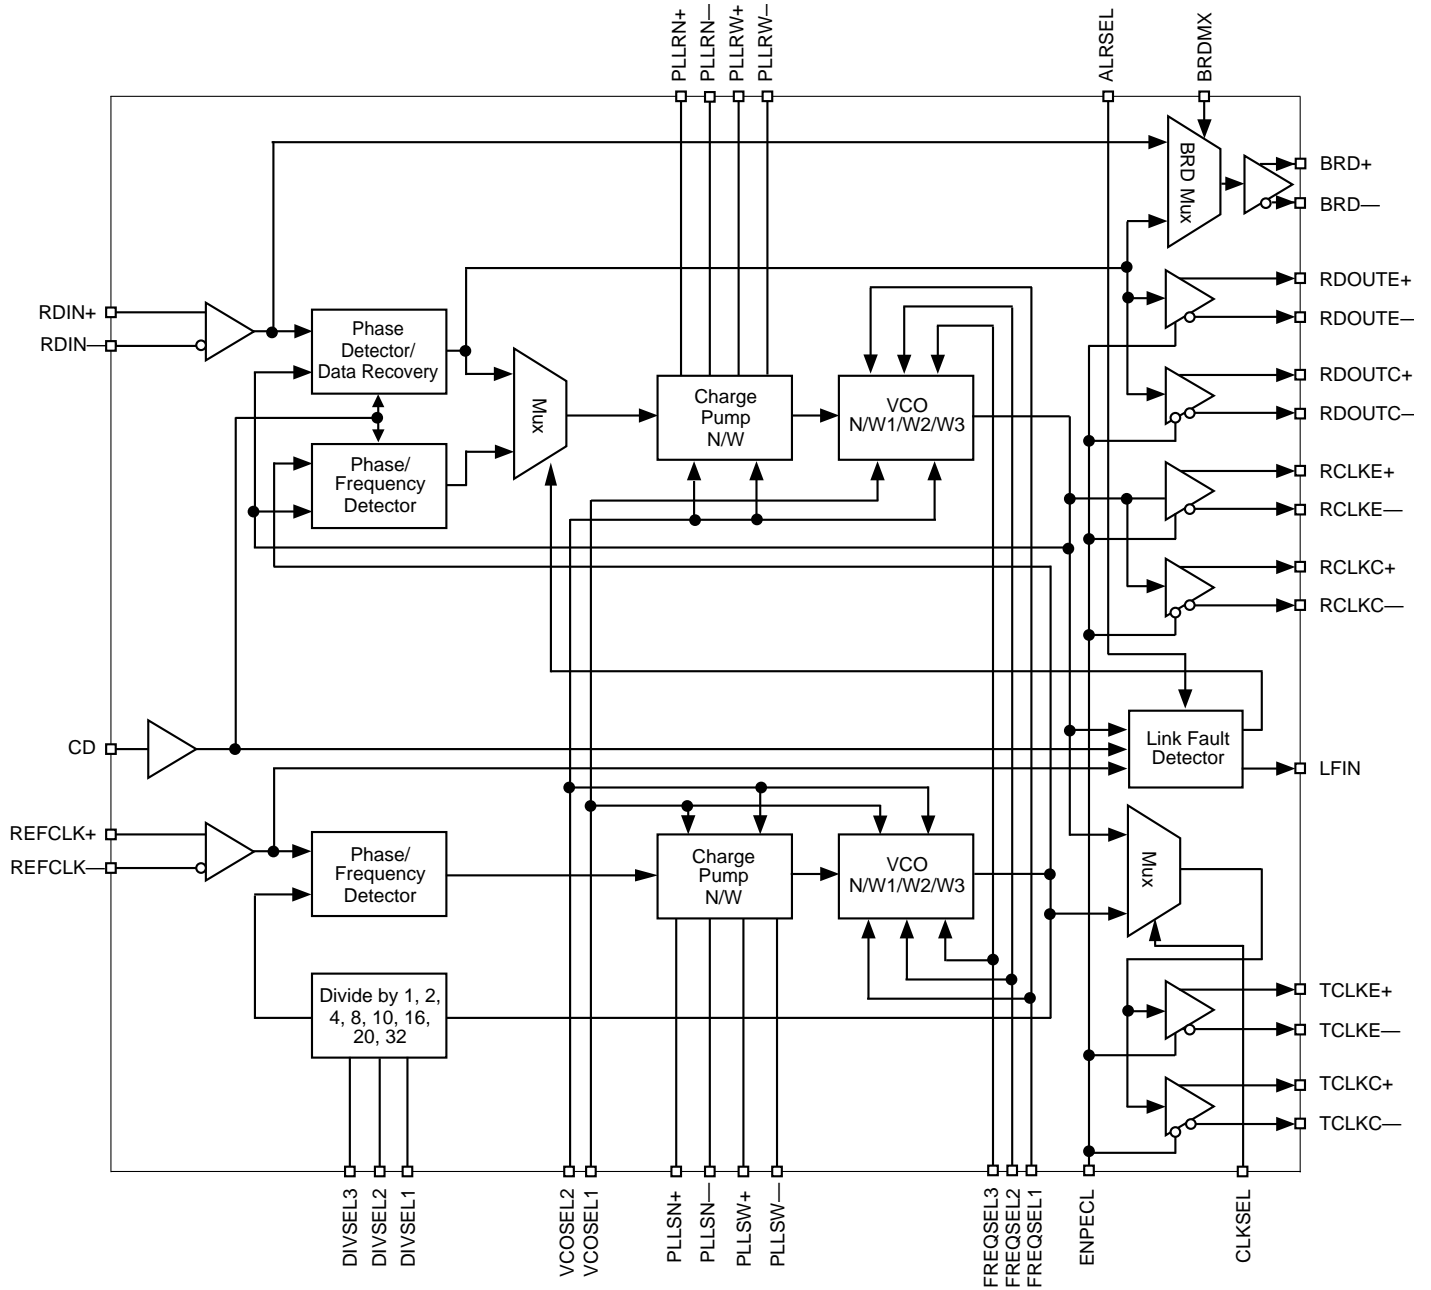 PLLRN+
PLLRN—
PLLRW+
PLLRW—
ALRSEL
BRDMX
BRD Mux
BRD+
BRD—
RDIN+
RDIN—
Phase
Detector/
Data Recovery
Mux
Charge
Pump
N/W
VCO
N/W1/W2/W3
RDOUTE+
RDOUTE—
RDOUTC+
RDOUTC—
Phase/
Frequency
Detector
RCLKE+
RCLKE—
RCLKC+
RCLKC—
CD
Link Fault
Detector
LFIN
REFCLK+
REFCLK—
Phase/
Frequency
Detector
Charge
Pump
N/W
VCO
N/W1/W2/W3
Mux
Divide by 1, 2,
4, 8, 10, 16,
20, 32
TCLKE+
TCLKE—
TCLKC+
TCLKC—
DIVSEL3
DIVSEL2
DIVSEL1
VCOSEL2
VCOSEL1
PLLSN+
PLLSN—
PLLSW+
PLLSW—
FREQSEL3
FREQSEL2
FREQSEL1
ENPECL
CLKSEL